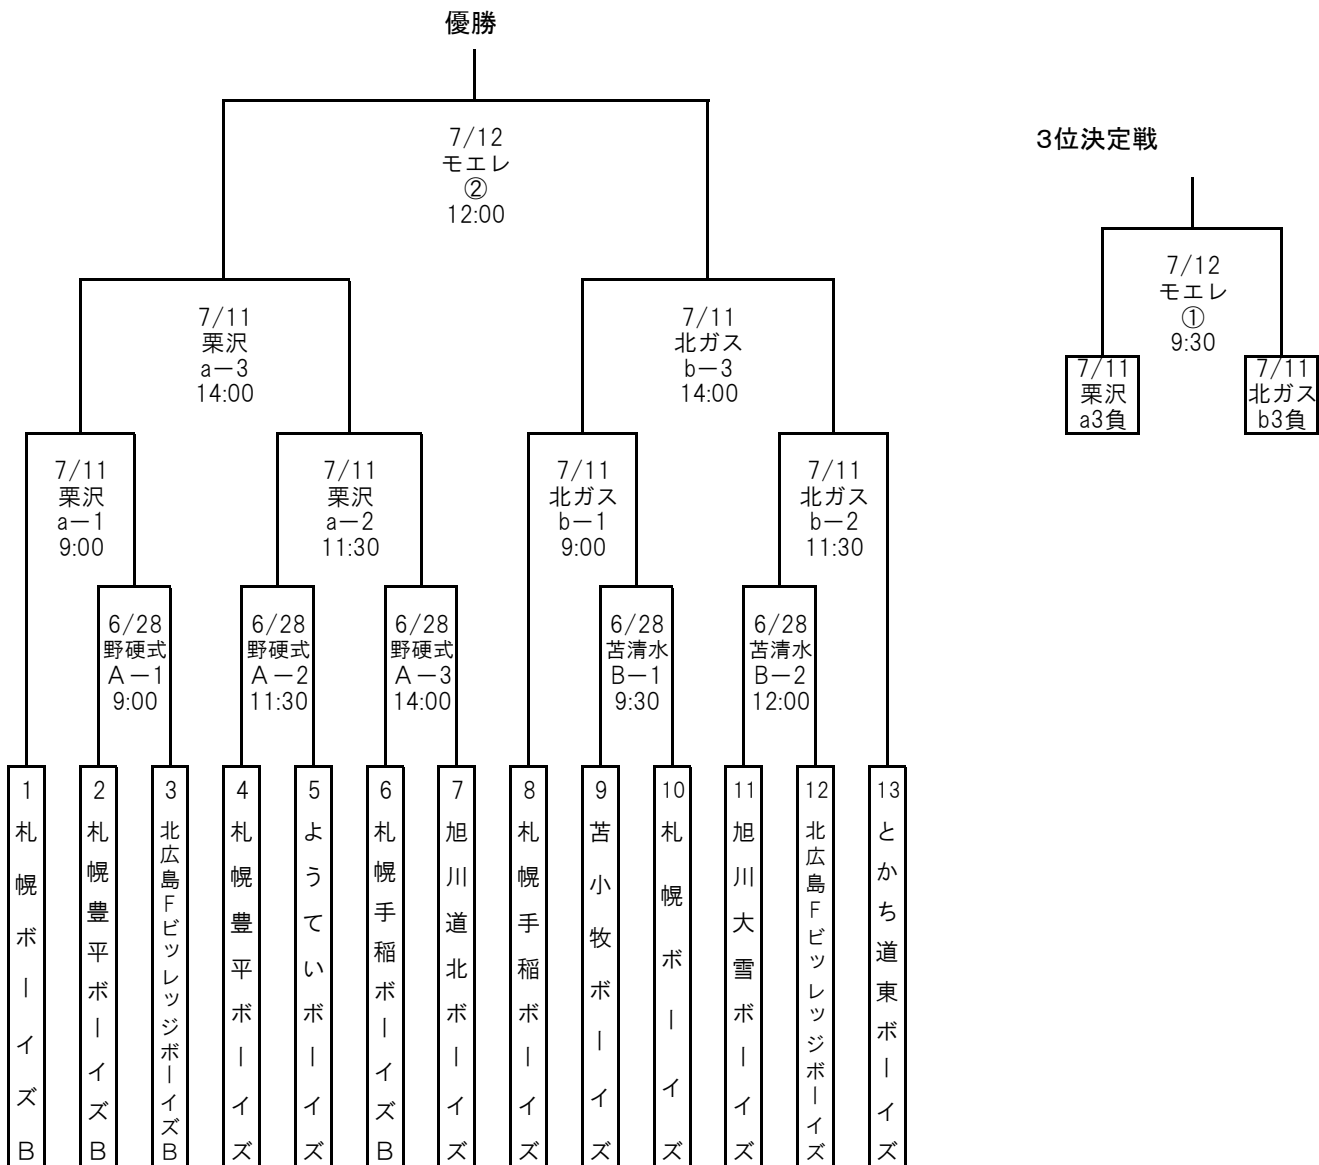 優勝
7/12
モエレ
②
12:00
3位決定戦
7/12
モエレ
①
9:30
7/11
栗沢
a3負
7/11
北ガス
b3負
7/11
栗沢
a－3
14:00
7/11
北ガス
b－3
14:00
7/11
栗沢
a－1
9:00
7/11
栗沢
a－2
11:30
7/11
北ガス
b－1
9:00
7/11
北ガス
b－2
11:30
6/28
野硬式
A－1
9:00
6/28
野硬式
A－2
11:30
6/28
野硬式
A－3
14:00
6/28
苫清水
B－1
9:30
6/28
苫清水
B－2
12:00
1
札幌ボーイズB
2
札幌豊平ボーイズB
3
北広島FビッレッジボーイズB
4
札幌豊平ボーイズ
5
ようていボーイズ
6
札幌手稲ボーイズB
7
旭川道北ボーイズ
8
札幌手稲ボーイズ
9
苫小牧ボーイズ
10
札幌ボーイズ
11
旭川大雪ボーイズ
12
北広島Fビッレッジボーイズ
13
とかち道東ボーイズ